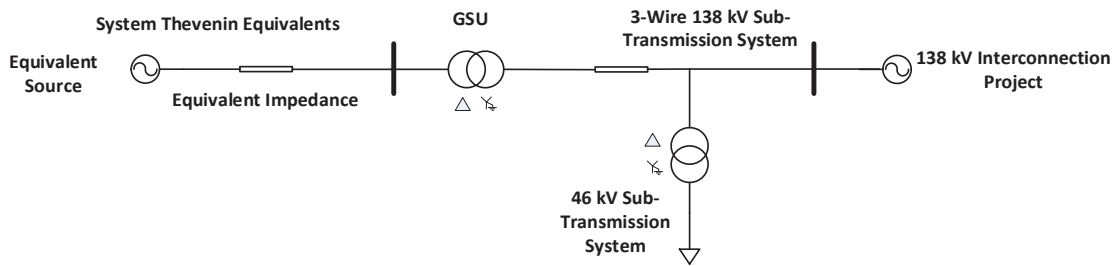 System Thevenin Equivalents
GSU
3-Wire 138 kV Sub-
Transmission System
Equivalent
Source
138 kV Interconnection
Project
Equivalent Impedance
46 kV Sub-
Transmission
System